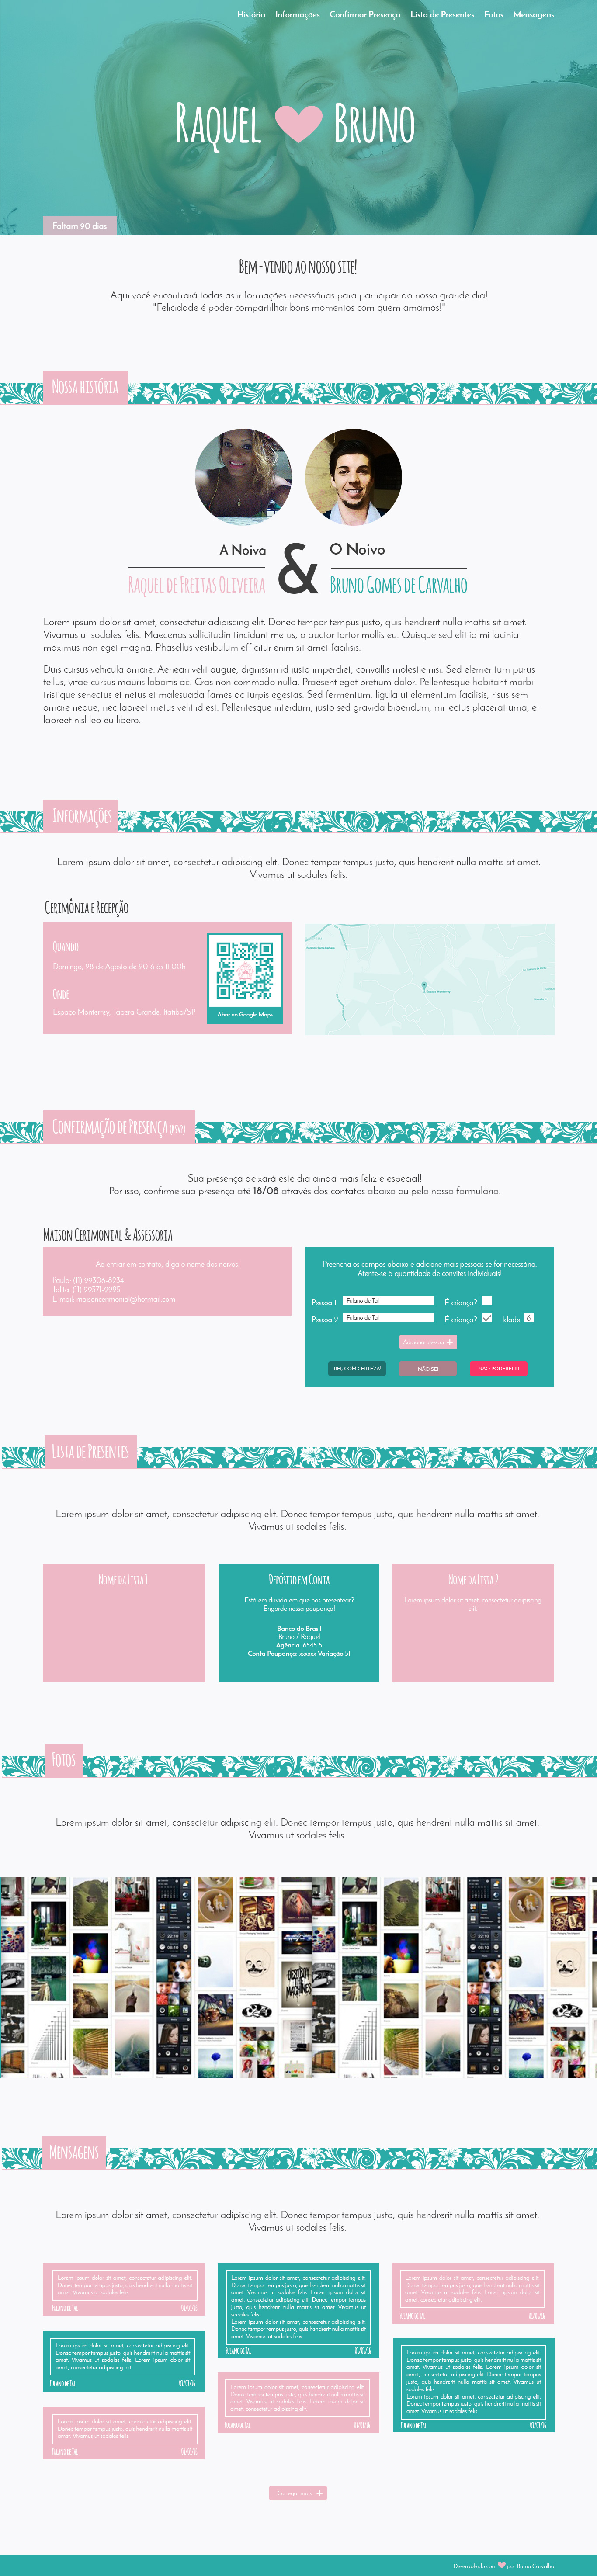 História Informações Confirmar Presença Lista de Presentes Fotos Mensagens
Raquel Bruno
Faltam 90 dias
Bem-vindo ao nosso site!
Aqui você encontrará todas as informações necessárias para participar do nosso grande dia!
"Felicidade é poder compartilhar bons momentos com quem amamos!"
Nossa história
A Noiva & O Noivo
Raquel de Freitas Oliveira Bruno Gomes de Carvalho
Lorem ipsum dolor sit amet, consectetur adipiscing elit. Donec tempor tempus justo, quis hendrerit nulla mattis sit amet.
Vivamus ut sodales felis. Maecenas sollicitudin tincidunt metus, a auctor tortor mollis eu. Quisque sed elit id mi lacinia
maximus non eget magna. Phasellus vestibulum efficitur enim sit amet facilisis.
Duis cursus vehicula ornare. Aenean velit augue, dignissim id justo imperdiet, convallis molestie nisi. Sed elementum purus
tellus, vitae cursus mauris lobortis ac. Cras non commodo nulla. Praesent eget pretium dolor. Pellentesque habitant morbi
tristique senectus et netus et malesuada fames ac turpis egestas. Sed fermentum, ligula ut elementum facilisis, risus sem
ornare neque, nec laoreet metus velit id est. Pellentesque interdum, justo sed gravida bibendum, mi lectus placerat urna, et
laoreet nisl leo eu libero.
Informações
Lorem ipsum dolor sit amet, consectetur adipiscing elit. Donec tempor tempus justo, quis hendrerit nulla mattis sit amet.
Vivamus ut sodales felis.
Cerimônia e Recepção
Quando
Domingo, 28 de Agosto de 2016 às 11:00h
Onde
Espaço Monterrey, Tapera Grande, Itatiba/SP
Abrir no Google Maps
Espaço Monterrey
Confirmação de Presença (RSVP)
Sua presença deixará este dia ainda mais feliz e especial!
Por isso, confirme sua presença até 18/08 através dos contatos abaixo ou pelo nosso formulário.
Maison Cerimonial & Assessoria
Ao entrar em contato, diga o nome dos noivos!
Paula: (11) 99306-8234
Talita: (11) 99371-9925
E-mail: maisoncerimonial@hotmail.com
Preencha os campos abaixo e adicione mais pessoas se for necessário.
Atente-se à quantidade de convites individuais!
Pessoa 1 Fulano de Tal É criança?
Pessoa 2 Fulano de Tal É criança? Idade 6
Adicionar pessoa +
IREI, COM CERTEZA! NÃO SEI NÃO PODEREI IR
Lista de Presentes
Lorem ipsum dolor sit amet, consectetur adipiscing elit. Donec tempor tempus justo, quis hendrerit nulla mattis sit amet.
Vivamus ut sodales felis.
Nome da Lista 1
Depósito em Conta
Está em dúvida em que nos presentear?
Engorde nossa poupança!
Banco do Brasil
Bruno / Raquel
Agência: 6545-5
Conta Poupança: xxxxxx Variação 51
Nome da Lista 2
Lorem ipsum dolor sit amet, consectetur adipiscing
elit.
Fotos
Lorem ipsum dolor sit amet, consectetur adipiscing elit. Donec tempor tempus justo, quis hendrerit nulla mattis sit amet.
Vivamus ut sodales felis.
Mensagens
Lorem ipsum dolor sit amet, consectetur adipiscing elit. Donec tempor tempus justo, quis hendrerit nulla mattis sit amet.
Vivamus ut sodales felis.
Lorem ipsum dolor sit amet, consectetur adipiscing elit.
Donec tempor tempus justo, quis hendrerit nulla mattis sit
amet. Vivamus ut sodales felis.
Fulano de Tal 03/03/16
Lorem ipsum dolor sit amet, consectetur adipiscing elit.
Donec tempor tempus justo, quis hendrerit nulla mattis sit
amet. Vivamus ut sodales felis. Lorem ipsum dolor sit
amet, consectetur adipiscing elit.
Fulano de Tal 03/03/16
Lorem ipsum dolor sit amet, consectetur adipiscing elit.
Donec tempor tempus justo, quis hendrerit nulla mattis sit
amet. Vivamus ut sodales felis.
Fulano de Tal 03/03/16
Lorem ipsum dolor sit amet, consectetur adipiscing elit.
Donec tempor tempus justo, quis hendrerit nulla mattis sit
amet. Vivamus ut sodales felis. Lorem ipsum dolor sit
amet, consectetur adipiscing elit. Donec tempor tempus
justo, quis hendrerit nulla mattis sit amet. Vivamus ut
sodales felis.
Lorem ipsum dolor sit amet, consectetur adipiscing elit.
Donec tempor tempus justo, quis hendrerit nulla mattis sit
amet. Vivamus ut sodales felis.
Fulano de Tal 03/03/16
Lorem ipsum dolor sit amet, consectetur adipiscing elit.
Donec tempor tempus justo, quis hendrerit nulla mattis sit
amet. Vivamus ut sodales felis. Lorem ipsum dolor sit
amet, consectetur adipiscing elit.
Fulano de Tal 03/03/16
Lorem ipsum dolor sit amet, consectetur adipiscing elit.
Donec tempor tempus justo, quis hendrerit nulla mattis sit
amet. Vivamus ut sodales felis. Lorem ipsum dolor sit
amet, consectetur adipiscing elit.
Fulano de Tal 03/03/16
Lorem ipsum dolor sit amet, consectetur adipiscing elit.
Donec tempor tempus justo, quis hendrerit nulla mattis sit
amet. Vivamus ut sodales felis. Lorem ipsum dolor sit
amet, consectetur adipiscing elit. Donec tempor tempus
justo, quis hendrerit nulla mattis sit amet. Vivamus ut
sodales felis.
Lorem ipsum dolor sit amet, consectetur adipiscing elit.
Donec tempor tempus justo, quis hendrerit nulla mattis sit
amet. Vivamus ut sodales felis.
Fulano de Tal 03/03/16
Carregar mais +
Desenvolvido com por Bruno Carvalho